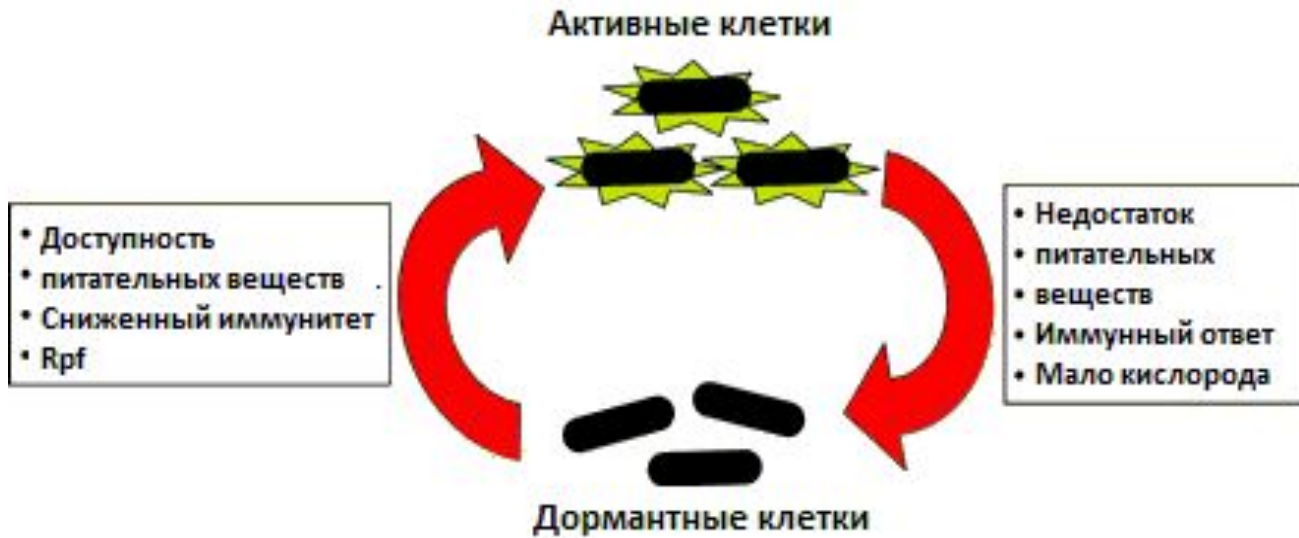 Активные клетки
• Доступность
• питательных веществ .
• Сниженный иммунитет
• Rpf
• Недостаток
• питательных
• веществ
• Иммунный ответ
• Мало кислорода
Дормантные клетки